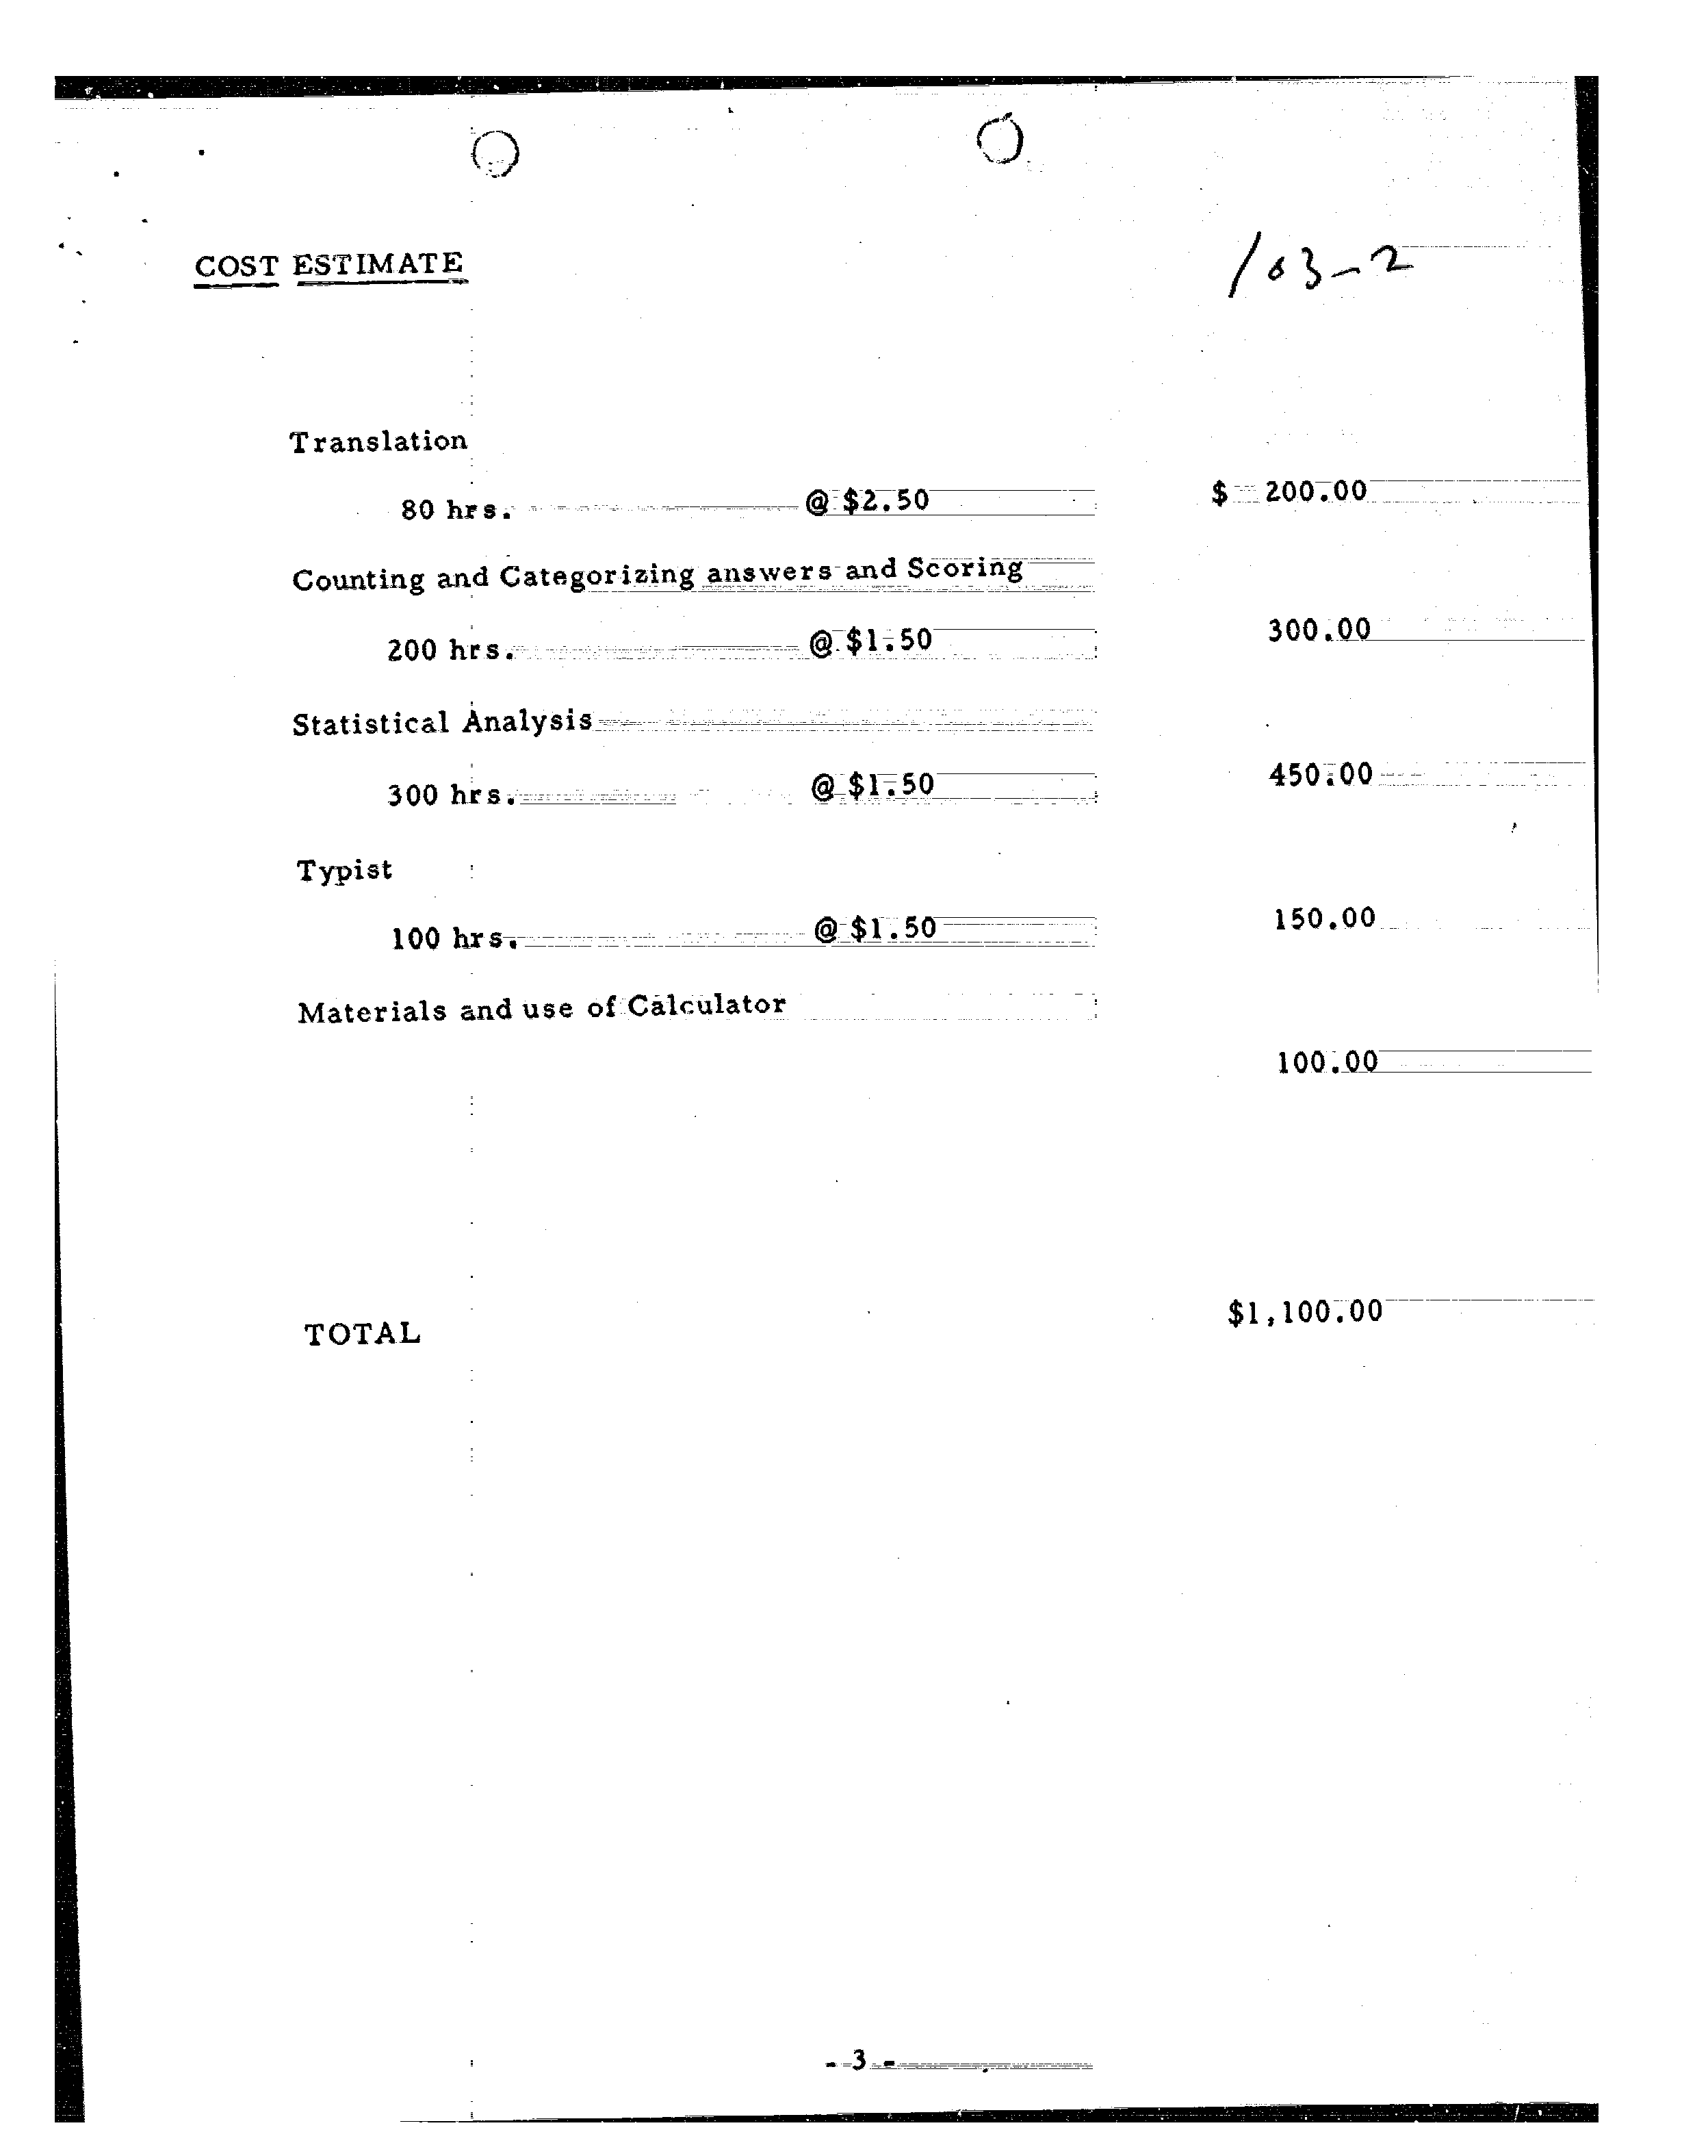 COST ESTIMATE
103-2
Translation
80 hrs. @ $2.50 $ 200.00
Counting and Categorizing answers and Scoring
200 hrs. @ $1.50 300.00
Statistical Analysis
300 hrs. @ $1.50 450.00
Typist
100 hrs. @ $1.50 150.00
Materials and use of Calculator
100.00
TOTAL $1,100.00
- 3 -